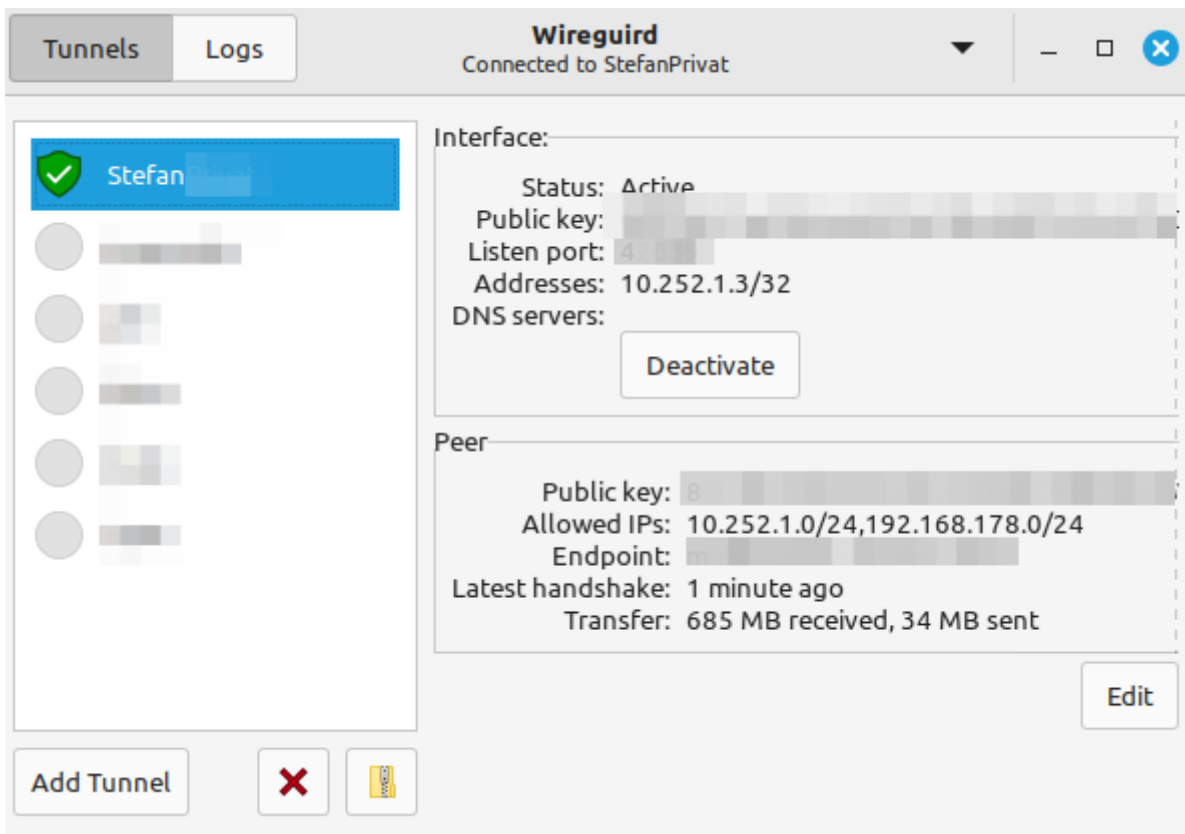 Tunnels
Logs
Wireguird
Connected to StefanPrivat
Stefan
Interface:
Status: Active
Public key:
Listen port:
Addresses: 10.252.1.3/32
DNS servers:
Deactivate
Peer
Public key:
Allowed IPs: 10.252.1.0/24,192.168.178.0/24
Endpoint:
Latest handshake: 1 minute ago
Transfer: 685 MB received, 34 MB sent
Edit
Add Tunnel